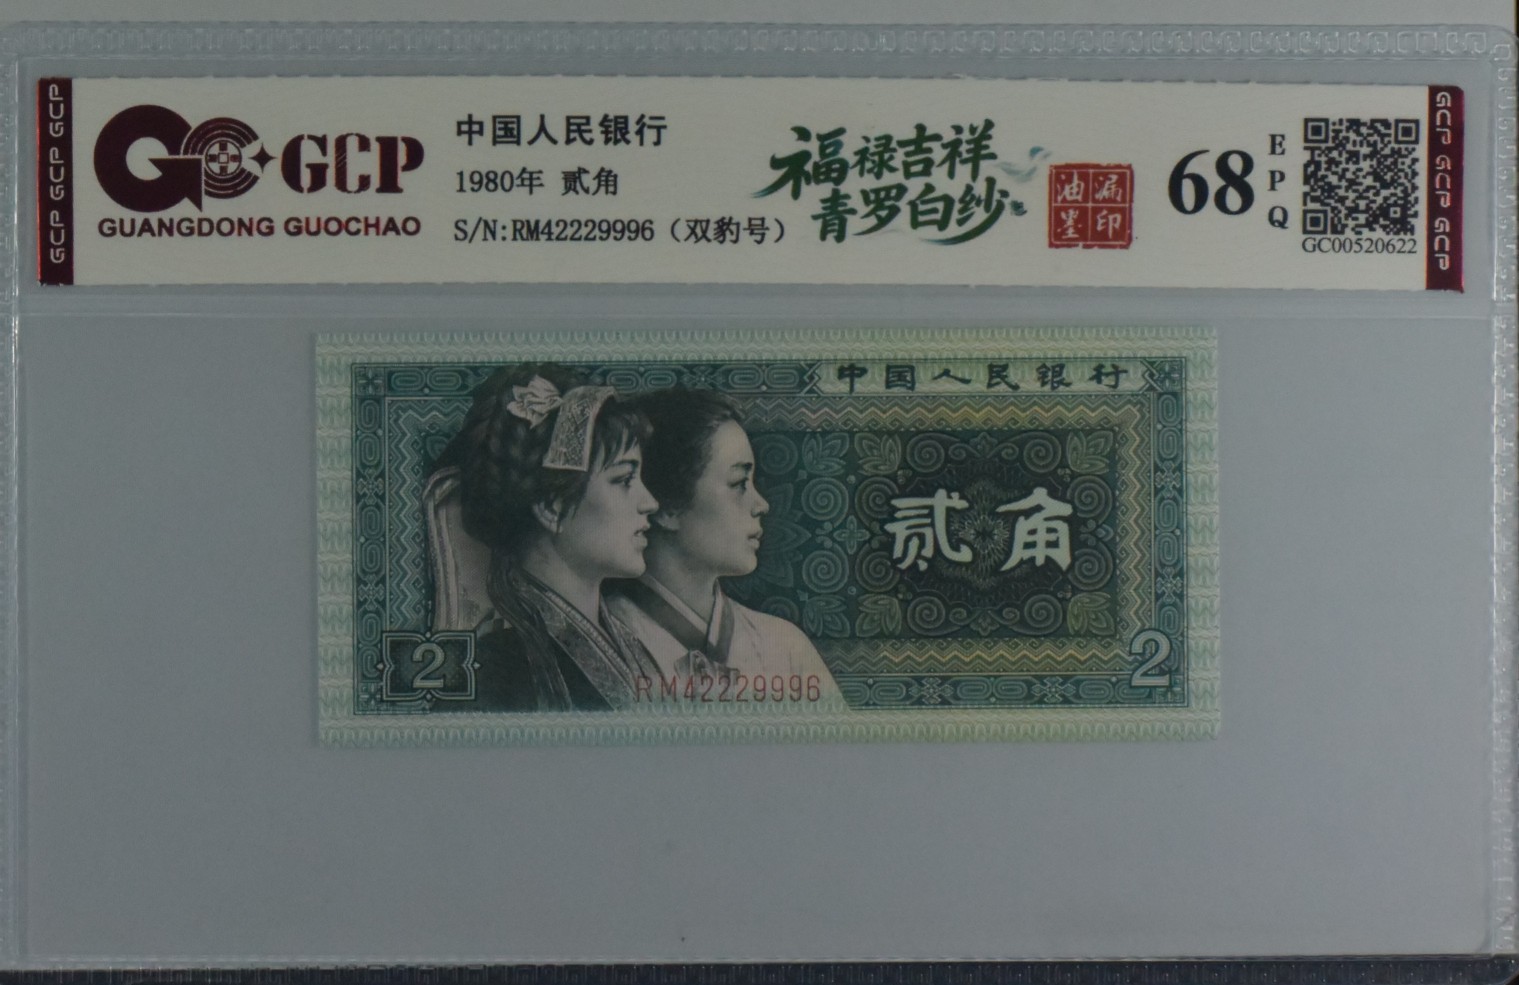 GCP GCP GCP
GCP
GUANGDONG GUOCHAO
中国人民银行
1980年 贰角
S/N:RM42229996（双豹号）
福禄吉祥
青罗白纱
油漏
墨印
68
E
P
Q
GC00520622
GCP GCP GCP
中国人民银行
贰角
2
2
RM42229996